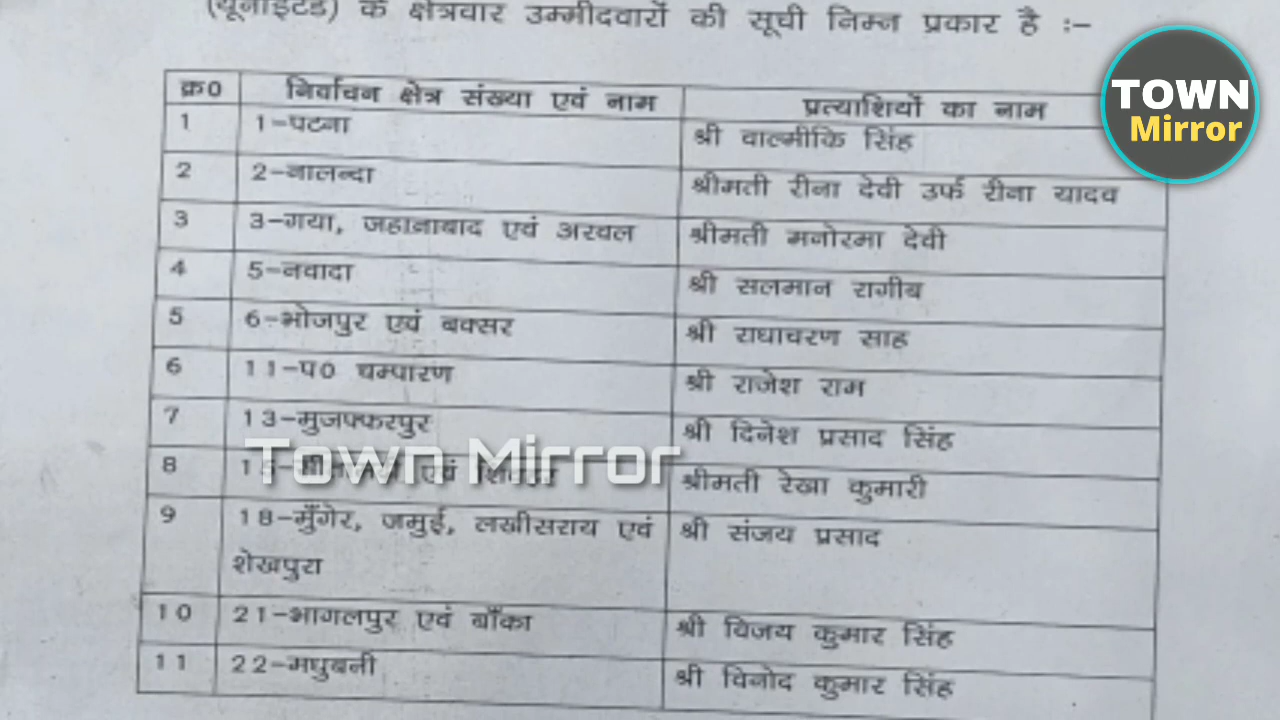 (यूनाइटेड) के क्षेत्रवार उम्मीदवारों की सूची निम्न प्रकार है :-
TOWN
Mirror
क्र0 निर्वाचन क्षेत्र संख्या एवं नाम प्रत्याशियों का नाम
1 1-पटना श्री वाल्मीकि सिंह
2 2-नालन्दा श्रीमती रीना देवी उर्फ रीना यादव
3 3-गया, जहानाबाद एवं अरवल श्रीमती मनोरमा देवी
4 5-नवादा श्री सलमान रागीब
5 6-भोजपुर एवं बक्सर श्री राधाचरण साह
6 11-प0 चम्पारण श्री राजेश राम
7 13-मुजफ्फरपुर श्री दिनेश प्रसाद सिंह
Town Mirror
8 एवं श्रीमती रेखा कुमारी
9 18-मुँगेर, जमुई, लखीसराय एवं श्री संजय प्रसाद
शेखपुरा
10 21-भागलपुर एवं बाँका श्री विजय कुमार सिंह
11 22-मधुबनी श्री विनोद कुमार सिंह